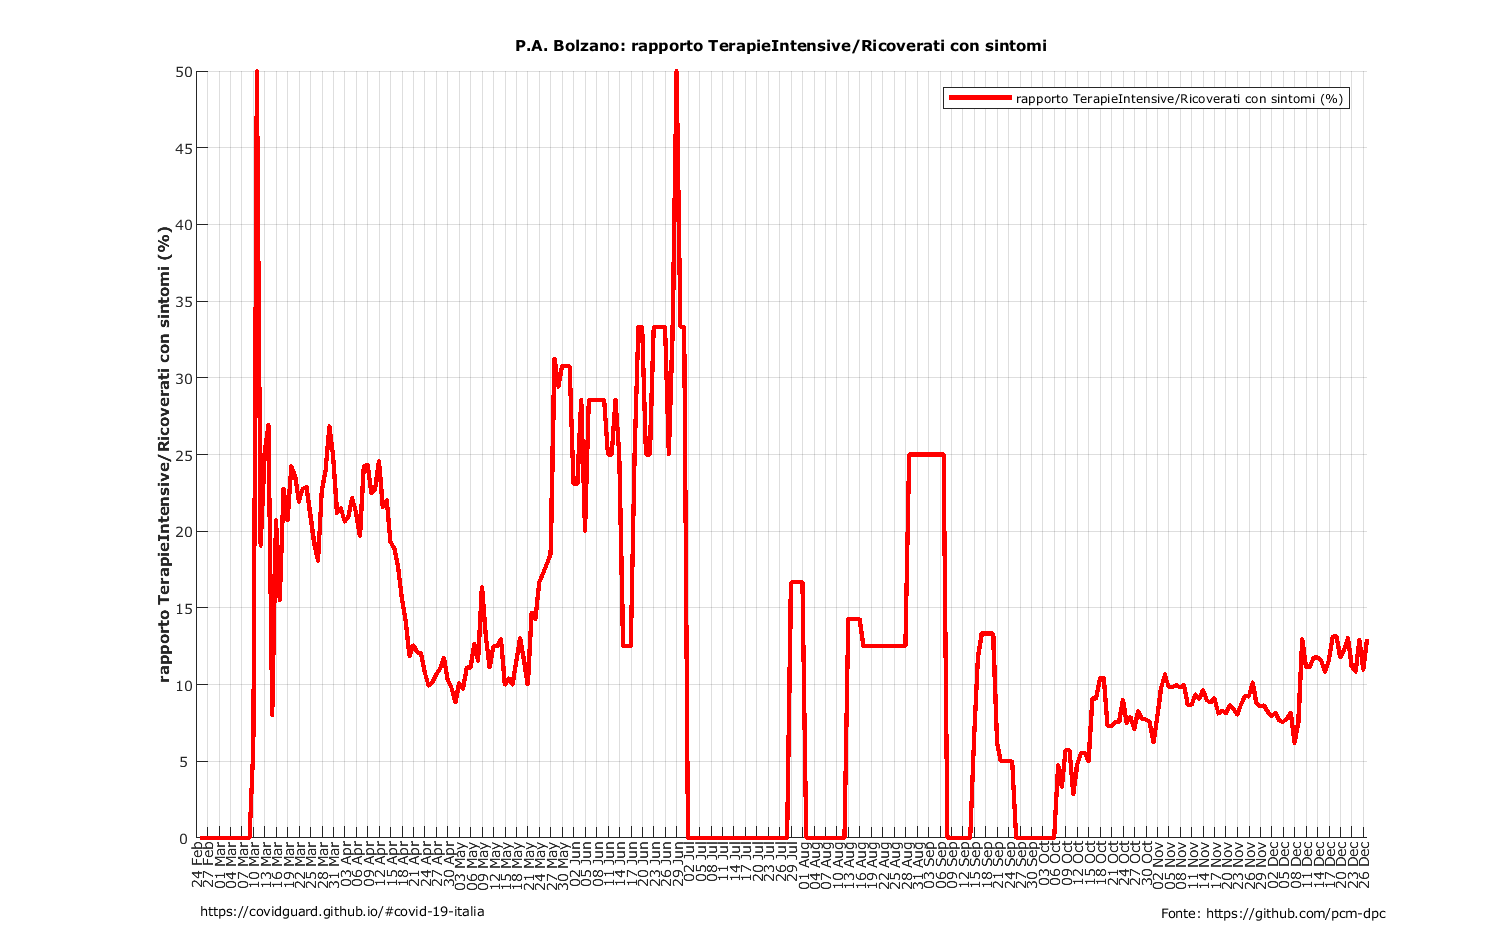 P.A. Bolzano: rapporto TerapieIntensive/Ricoverati con sintomi
rapporto TerapieIntensive/Ricoverati con sintomi (%)
rapporto TerapieIntensive/Ricoverati con sintomi (%)
50
45
40
35
30
25
20
15
10
5
0
24 Feb
27 Feb
01 Mar
04 Mar
07 Mar
10 Mar
13 Mar
16 Mar
19 Mar
22 Mar
25 Mar
28 Mar
31 Mar
03 Apr
06 Apr
09 Apr
12 Apr
15 Apr
18 Apr
21 Apr
24 Apr
27 Apr
30 Apr
03 May
06 May
09 May
12 May
15 May
18 May
21 May
24 May
27 May
30 May
02 Jun
05 Jun
08 Jun
11 Jun
14 Jun
17 Jun
20 Jun
23 Jun
26 Jun
29 Jun
02 Jul
05 Jul
08 Jul
11 Jul
14 Jul
17 Jul
20 Jul
23 Jul
26 Jul
29 Jul
01 Aug
04 Aug
07 Aug
10 Aug
13 Aug
16 Aug
19 Aug
22 Aug
25 Aug
28 Aug
31 Aug
03 Sep
06 Sep
09 Sep
12 Sep
15 Sep
18 Sep
21 Sep
24 Sep
27 Sep
30 Sep
03 Oct
06 Oct
09 Oct
12 Oct
15 Oct
18 Oct
21 Oct
24 Oct
27 Oct
30 Oct
02 Nov
05 Nov
08 Nov
11 Nov
14 Nov
17 Nov
20 Nov
23 Nov
26 Nov
29 Nov
02 Dec
05 Dec
08 Dec
11 Dec
14 Dec
17 Dec
20 Dec
23 Dec
26 Dec
https://covidguard.github.io/#covid-19-italia
Fonte: https://github.com/pcm-dpc